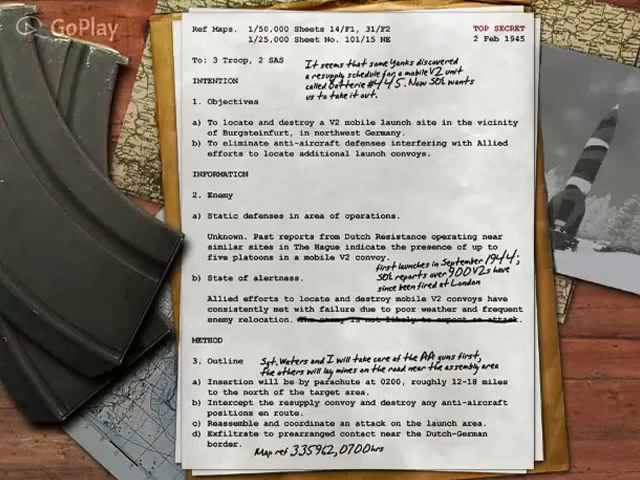 GoPlay
Ref Maps. 1/50,000 Sheets 14/F1, 31/F2
TOP SECRET
1/25,000 Sheet No. 101/15 NE
2 Feb 1945
To: 3 Troop, 2 SAS
It seems that some Yanks discovered
a resupply schedule for a mobile V2 unit
called Batterie #445. Now SOE wants
us to take it out.
INTENTION
1. Objectives
a) To locate and destroy a V2 mobile launch site in the vicinity
of Burgsteinfurt, in northwest Germany.
b) To eliminate anti-aircraft defenses interfering with Allied
efforts to locate additional launch convoys.
INFORMATION
2. Enemy
a) Static defenses in area of operations.
Unknown. Past reports from Dutch Resistance operating near
similar sites in The Hague indicate the presence of up to
five platoons in a mobile V2 convoy.
first launches in September 1944;
SOE reports over 900 V2s have
since been fired at London
b) State of alertness.
Allied efforts to locate and destroy mobile V2 convoys have
consistently met with failure due to poor weather and frequent
enemy relocation. The enemy is not likely to expect an attack.
METHOD
3. Outline
Sgt. Waters and I will take care of the AA guns first,
the others will lay mines on the road near the assembly area
a) Insertion will be by parachute at 0200, roughly 12-18 miles
to the north of the target area.
b) Intercept the resupply convoy and destroy any anti-aircraft
positions en route.
c) Reassemble and coordinate an attack on the launch area.
d) Exfiltrate to prearranged contact near the Dutch-German
border.
Map ref 335962, 0700hrs